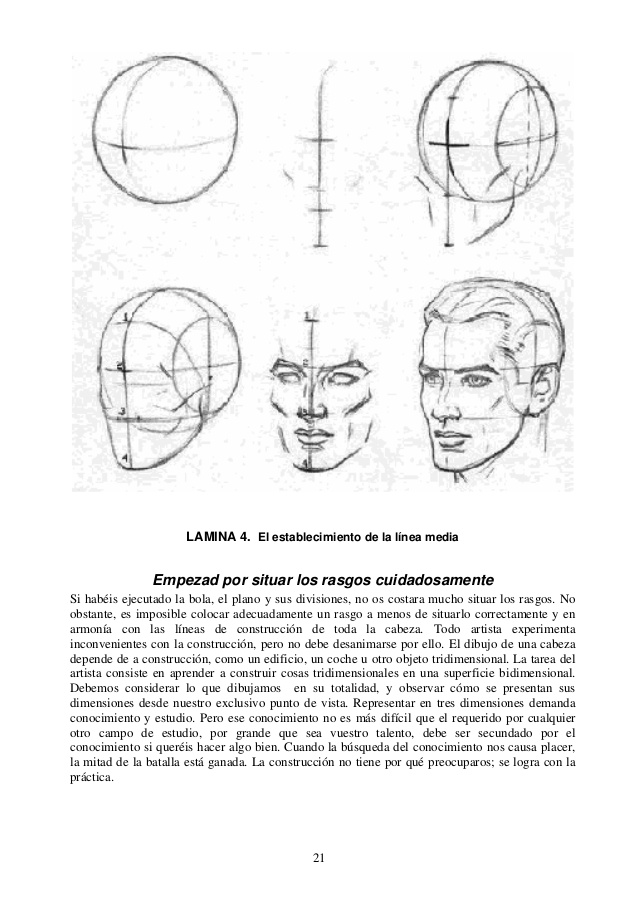 1
2
3
4
1
2
3
4
LAMINA 4. El establecimiento de la línea media
Empezad por situar los rasgos cuidadosamente
Si habéis ejecutado la bola, el plano y sus divisiones, no os costara mucho situar los rasgos. No
obstante, es imposible colocar adecuadamente un rasgo a menos de situarlo correctamente y en
armonía con las líneas de construcción de toda la cabeza. Todo artista experimenta
inconvenientes con la construcción, pero no debe desanimarse por ello. El dibujo de una cabeza
depende de a construcción, como un edificio, un coche u otro objeto tridimensional. La tarea del
artista consiste en aprender a construir cosas tridimensionales en una superficie bidimensional.
Debemos considerar lo que dibujamos en su totalidad, y observar cómo se presentan sus
dimensiones desde nuestro exclusivo punto de vista. Representar en tres dimensiones demanda
conocimiento y estudio. Pero ese conocimiento no es más difícil que el requerido por cualquier
otro campo de estudio, por grande que sea vuestro talento, debe ser secundado por el
conocimiento si queréis hacer algo bien. Cuando la búsqueda del conocimiento nos causa placer,
la mitad de la batalla está ganada. La construcción no tiene por qué preocuparos; se logra con la
práctica.
21